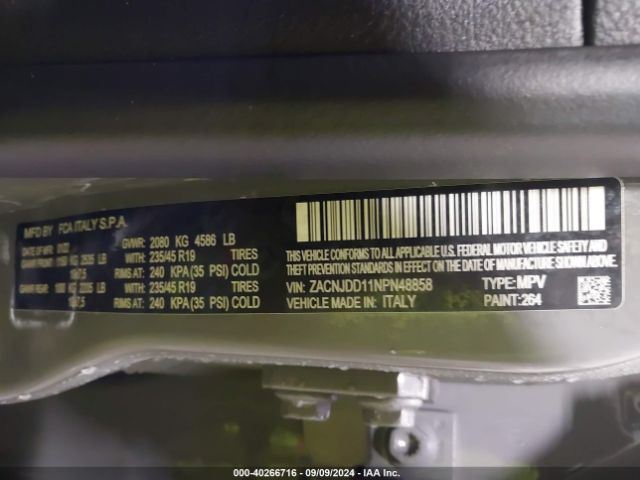 MFD BY FCA ITALY S.P.A.
GVWR: 2080 KG 4586 LB
WITH: 235/45 R19 TIRES
RIMS AT: 240 KPA(35 PSI) COLD
WITH: 235/45 R19 TIRES
RIMS AT: 240 KPA(35 PSI) COLD
THIS VEHICLE CONFORMS TO ALL APPLICABLE U.S. FEDERAL MOTOR VEHICLE SAFETY, BUMPER,
AND THEFT PREVENTION STANDARDS IN EFFECT ON THE DATE OF MANUFACTURE SHOWN ABOVE.
VIN: ZACNJDD11NPN48858 TYPE:MPV
VEHICLE MADE IN: ITALY PAINT:264
000-40266716 - 09/09/2024 - IAA Inc.